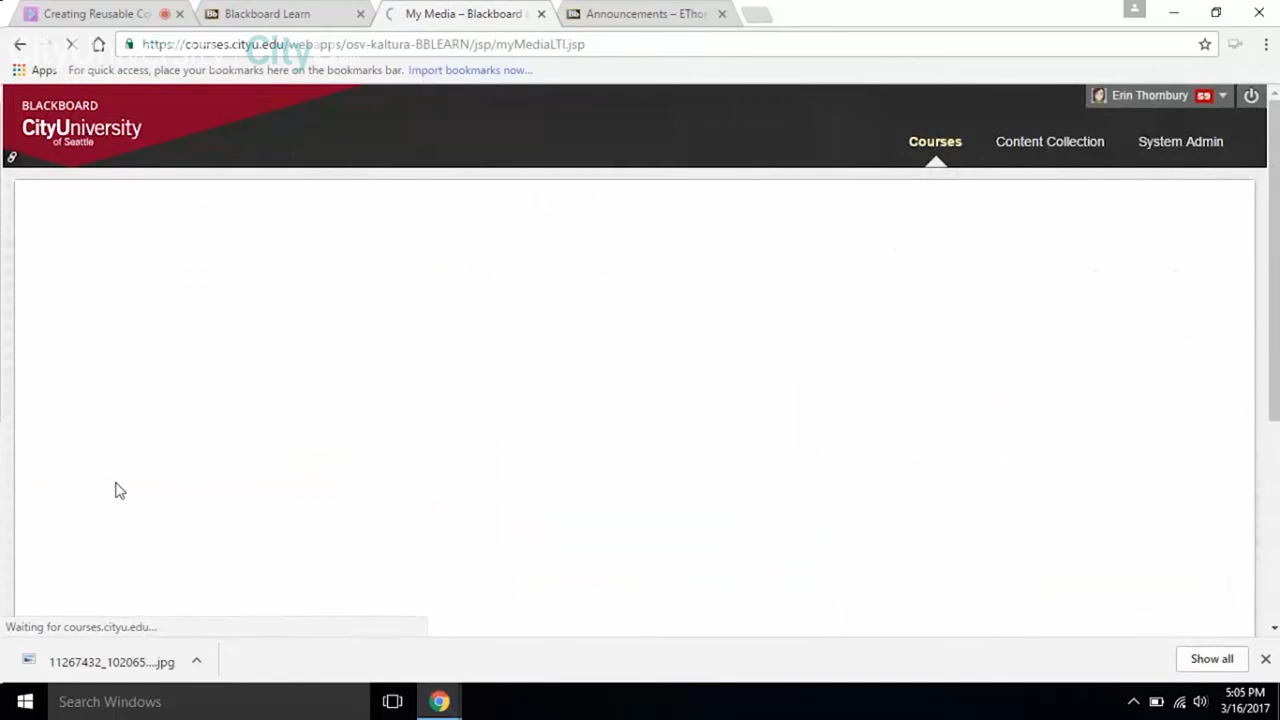 Creating Reusable Co
Blackboard Learn
My Media – Blackboard
Announcements – EThor
https://courses.cityu.edu/webapps/osv-kaltura-BBLEARN/jsp/myMediaLTI.jsp
Apps
For quick access, place your bookmarks here on the bookmarks bar. Import bookmarks now...
BLACKBOARD
CityUniversity
of Seattle
Erin Thornbury 59
Courses
Content Collection
System Admin
Waiting for courses.cityu.edu...
11267432_102065....jpg
Show all
Search Windows
5:05 PM
3/16/2017